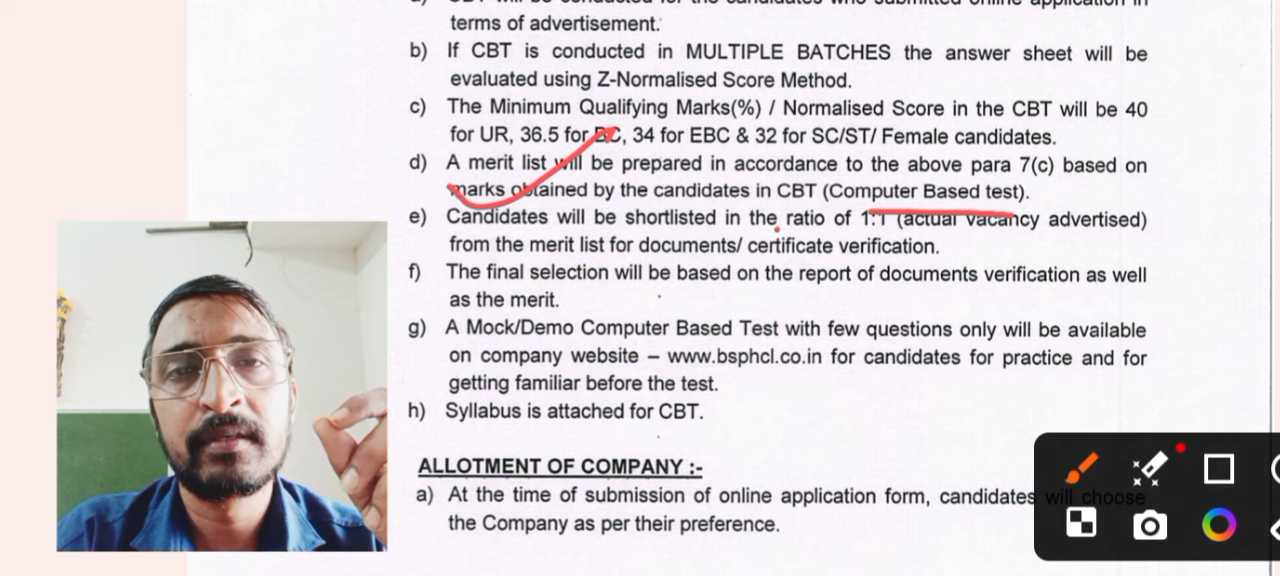 terms of advertisement.
b) If CBT is conducted in MULTIPLE BATCHES the answer sheet will be
evaluated using Z-Normalised Score Method.
c) The Minimum Qualifying Marks(%) / Normalised Score in the CBT will be 40
for UR, 36.5 for BC, 34 for EBC & 32 for SC/ST/ Female candidates.
d) A merit list will be prepared in accordance to the above para 7(c) based on
marks obtained by the candidates in CBT (Computer Based test).
e) Candidates will be shortlisted in the ratio of 1:1 (actual vacancy advertised)
from the merit list for documents/ certificate verification.
f) The final selection will be based on the report of documents verification as well
as the merit.
g) A Mock/Demo Computer Based Test with few questions only will be available
on company website – www.bsphcl.co.in for candidates for practice and for
getting familiar before the test.
h) Syllabus is attached for CBT.
ALLOTMENT OF COMPANY :-
a) At the time of submission of online application form, candidates will choose
the Company as per their preference.